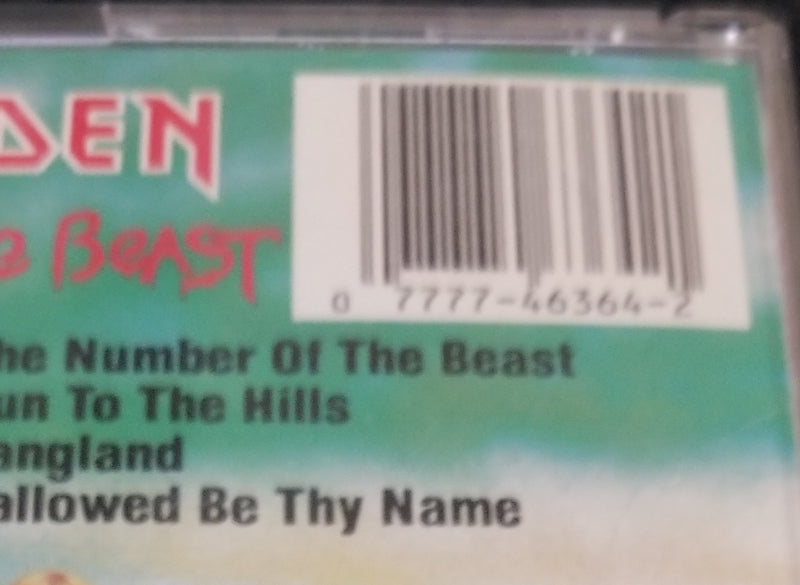 DEN
e BeAST
0 7777-46364-2
he Number Of The Beast
un To The Hills
angland
allowed Be Thy Name